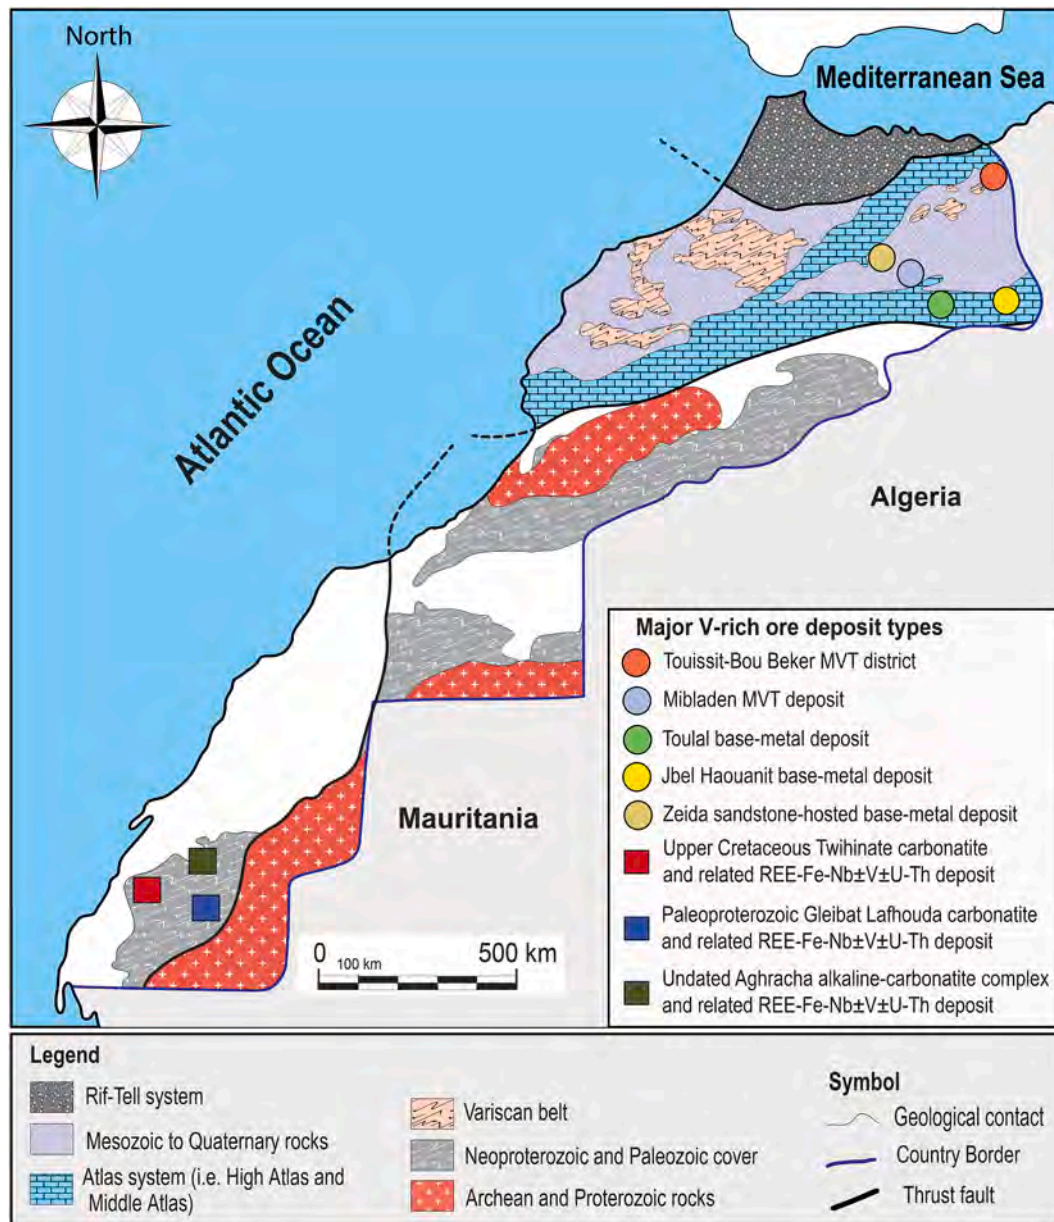 North
Mediterranean Sea
Atlantic Ocean
Algeria
Mauritania
0
100 km
500 km
Major V-rich ore deposit types
Touissit-Bou Beker MVT district
Mibladen MVT deposit
Toulal base-metal deposit
Jbel Haouanit base-metal deposit
Zeida sandstone-hosted base-metal deposit
Upper Cretaceous Twihinate carbonatite
and related REE-Fe-Nb±V±U-Th deposit
Paleoproterozoic Gleibat Lafhouda carbonatite
and related REE-Fe-Nb±V±U-Th deposit
Undated Aghracha alkaline-carbonatite complex
and related REE-Fe-Nb±V±U-Th deposit
Legend
Rif-Tell system
Mesozoic to Quaternary rocks
Atlas system (i.e. High Atlas and
Middle Atlas)
Variscan belt
Neoproterozoic and Paleozoic cover
Archean and Proterozoic rocks
Symbol
Geological contact
Country Border
Thrust fault